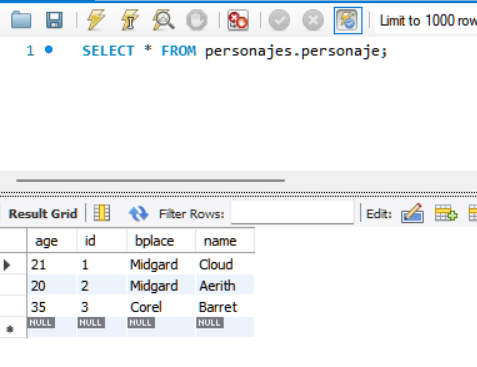 Limit to 1000 row
1 SELECT * FROM personajes.personaje;
Result Grid Filter Rows: Edit:
age id bplace name
21 1 Midgard Cloud
20 2 Midgard Aerith
35 3 Corel Barret
NULL NULL NULL NULL